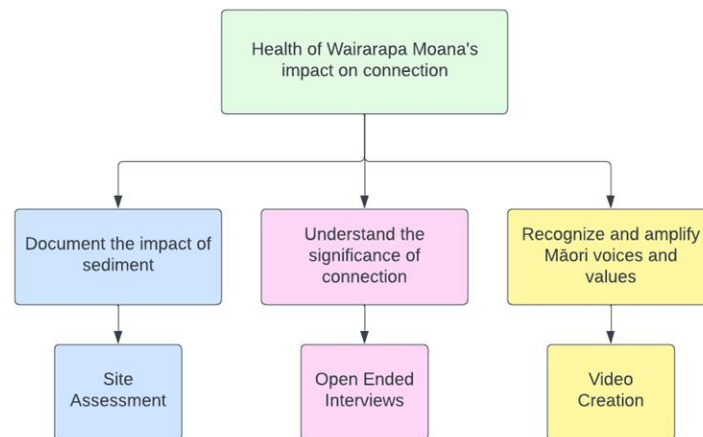 Health of Wairarapa Moana's
impact on connection
Document the impact of
sediment
Understand the
significance of
connection
Recognize and amplify
Māori voices and
values
Site
Assessment
Open Ended
Interviews
Video
Creation